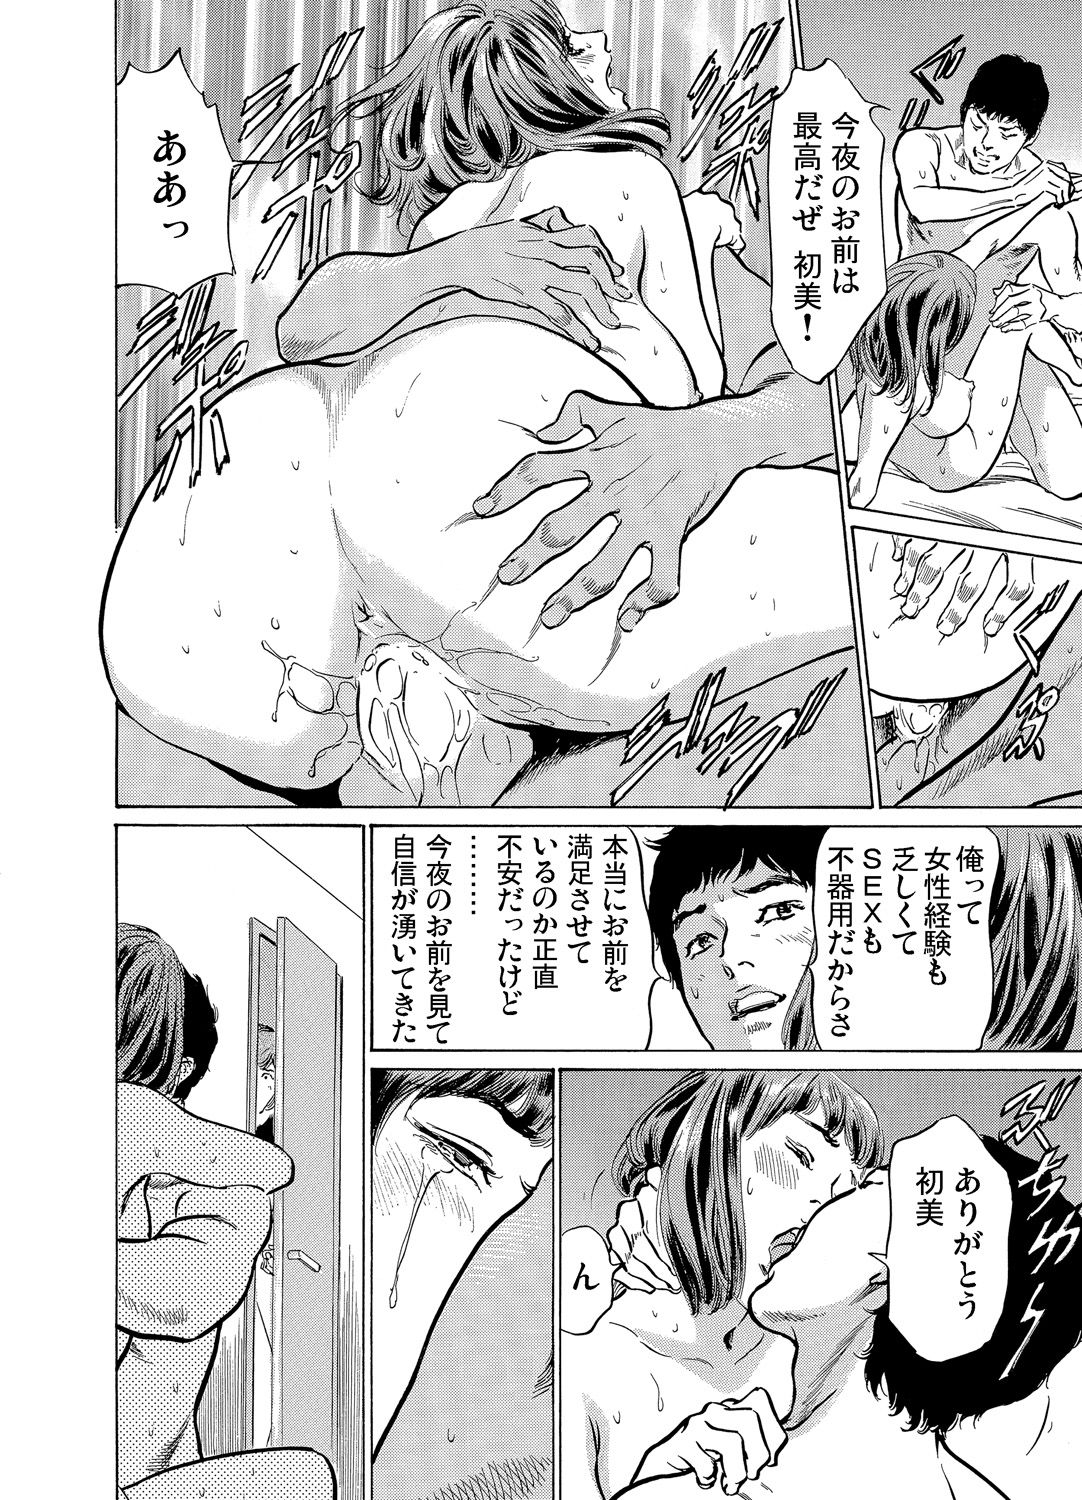 ぐっ
今夜のお前は
最高だぜ 初美！
ああっ
俺って
女性経験も
乏しくて
ＳＥＸも
不器用だからさ
本当にお前を
満足させて
いるのか正直
不安だったけど
………
今夜のお前を見て
自信が湧いてきた
ありがとう
初美
ん